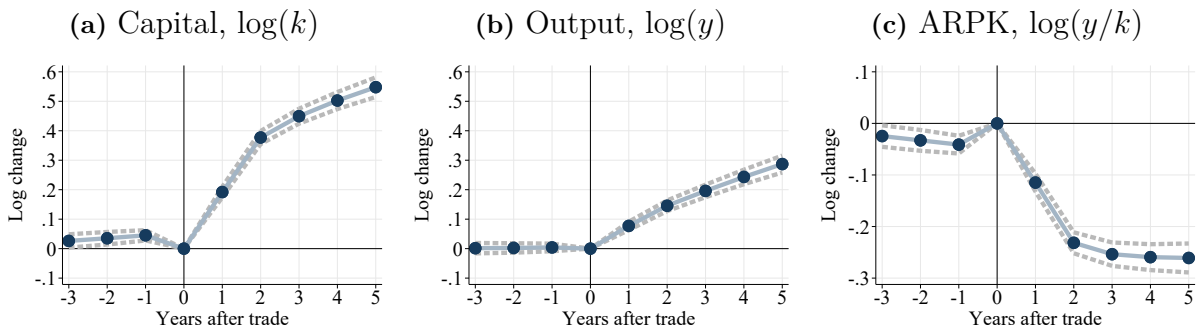 (a) Capital, log(k)
Log change
.6
.5
.4
.3
.2
.1
0
-.1
-3 -2 -1 0 1 2 3 4 5
Years after trade
(b) Output, log(y)
Log change
.6
.5
.4
.3
.2
.1
0
-.1
-3 -2 -1 0 1 2 3 4 5
Years after trade
(c) ARPK, log(y/k)
Log change
.1
0
-.1
-.2
-.3
-3 -2 -1 0 1 2 3 4 5
Years after trade